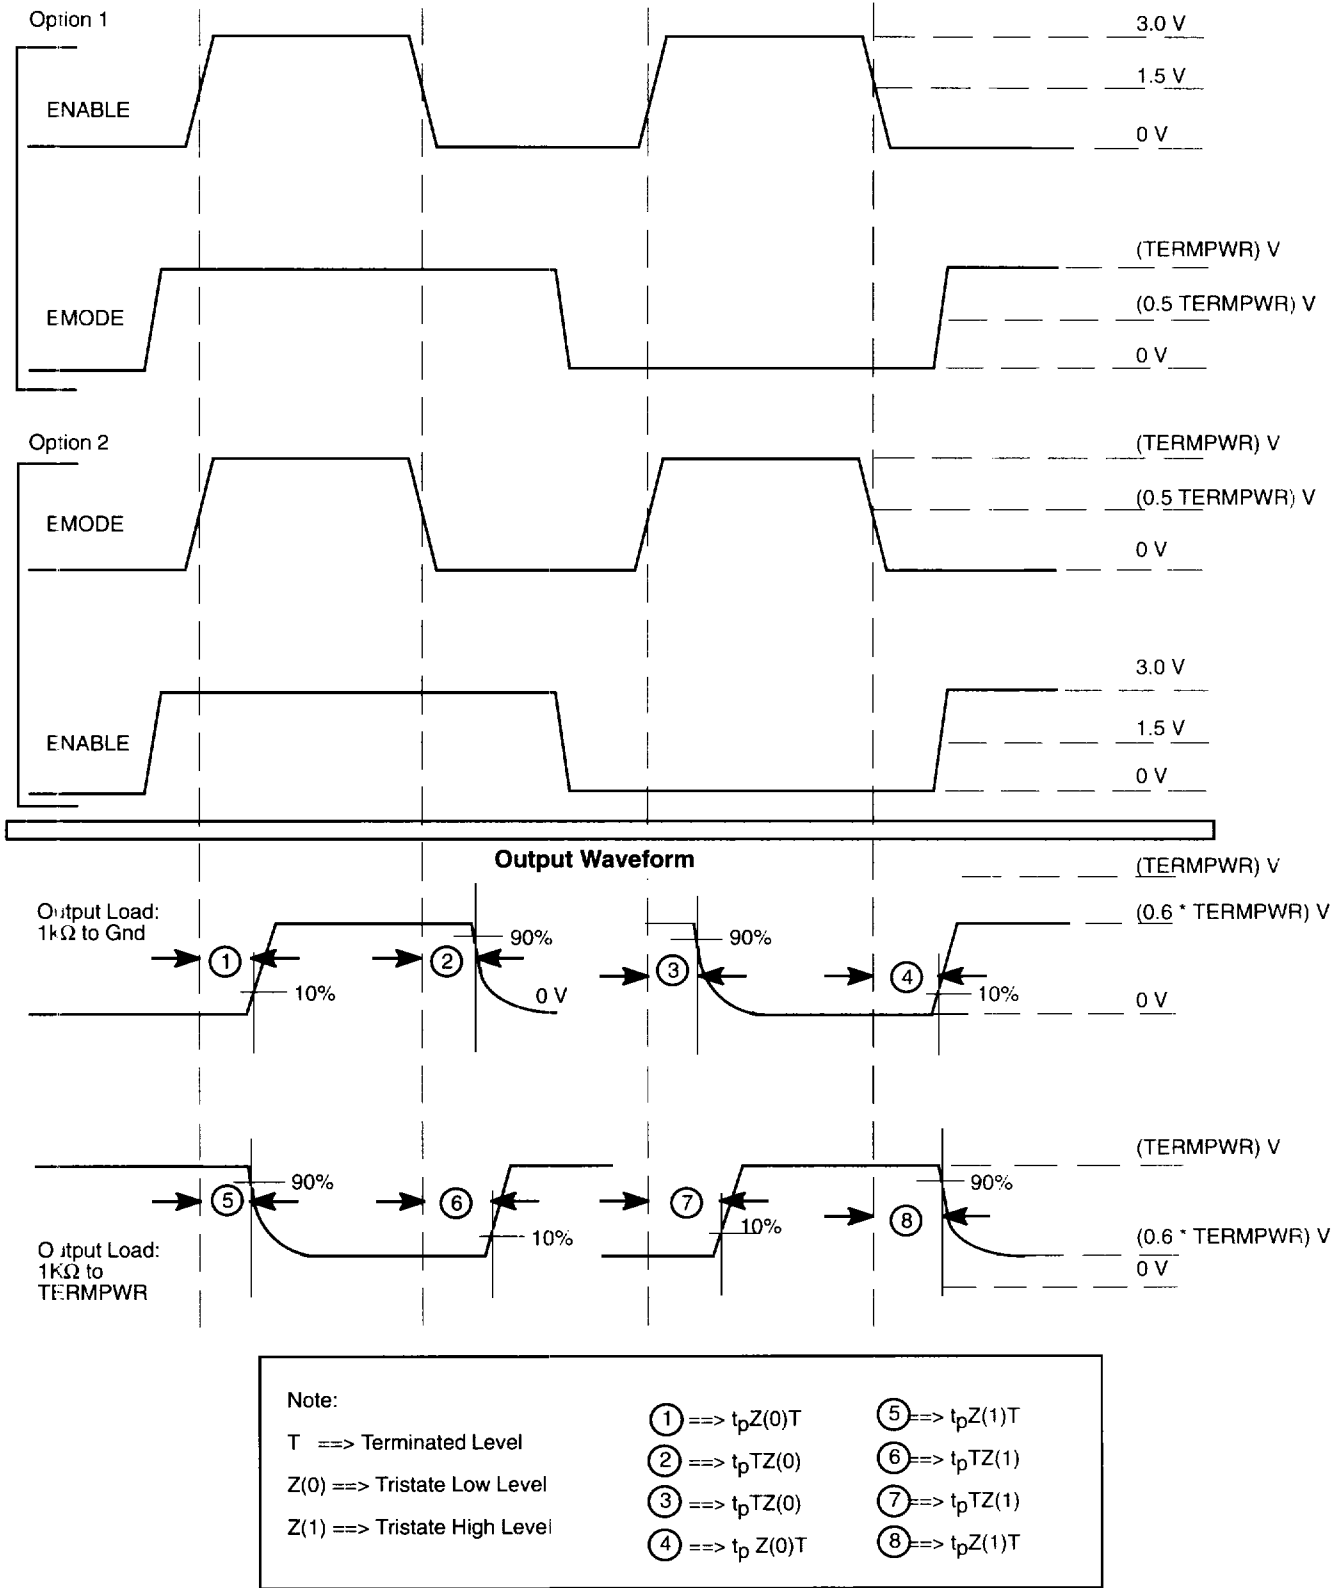 Option 1
3.0 V
1.5 V
ENABLE
0 V
(TERMPWR) V
(0.5 TERMPWR) V
EMODE
0 V
Option 2
(TERMPWR) V
(0.5 TERMPWR) V
EMODE
0 V
3.0 V
1.5 V
ENABLE
0 V
Output Waveform
(TERMPWR) V
Output Load:
1kΩ to Gnd
(0.6 * TERMPWR) V
90%
90%
1
2
3
4
10%
0 V
10%
0 V
(TERMPWR) V
90%
90%
5
6
7
8
10%
10%
Output Load:
1KΩ to
TERMPWR
(0.6 * TERMPWR) V
0 V
Note:
T ==> Terminated Level
Z(0) ==> Tristate Low Level
Z(1) ==> Tristate High Level
1 ==> tpZ(0)T
2 ==> tpTZ(0)
3 ==> tpTZ(0)
4 ==> tp Z(0)T
5 ==> tpZ(1)T
6 ==> tpTZ(1)
7 ==> tpTZ(1)
8 ==> tpZ(1)T